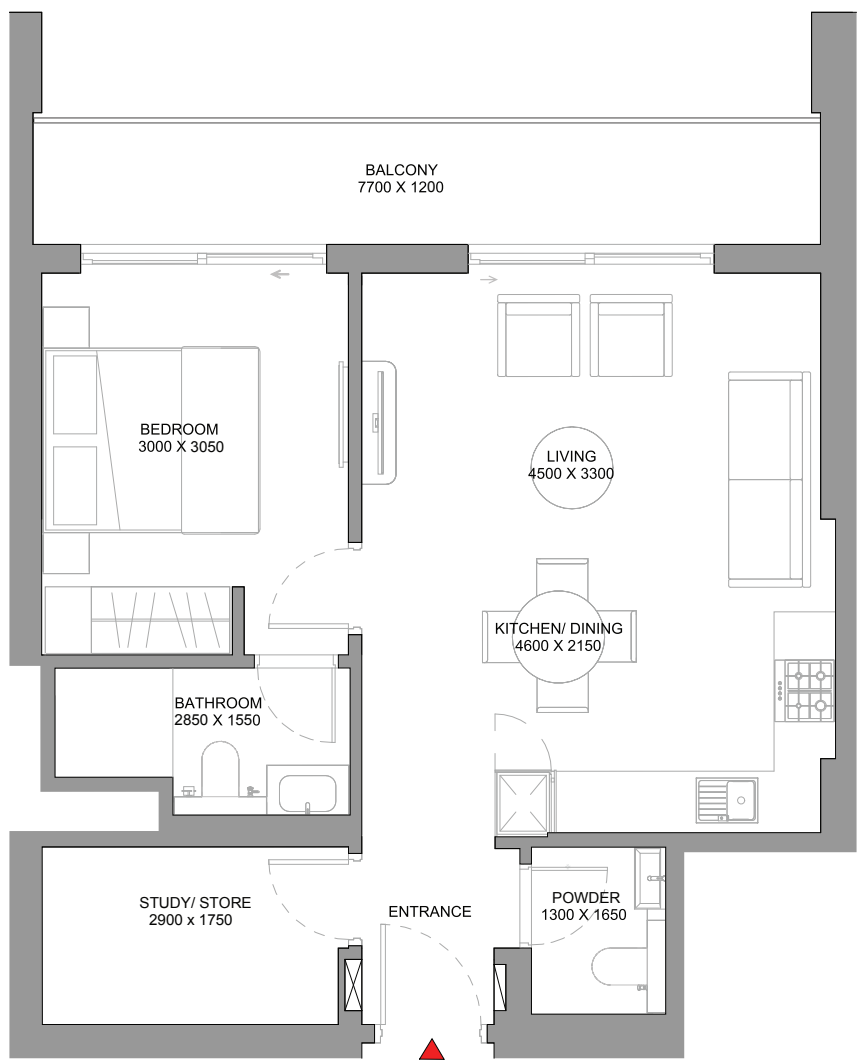 BALCONY
7700 X 1200
BEDROOM
3000 X 3050
LIVING
4500 X 3300
KITCHEN/ DINING
4600 X 2150
BATHROOM
2850 X 1550
STUDY/ STORE
2900 x 1750
ENTRANCE
POWDER
1300 X 1650